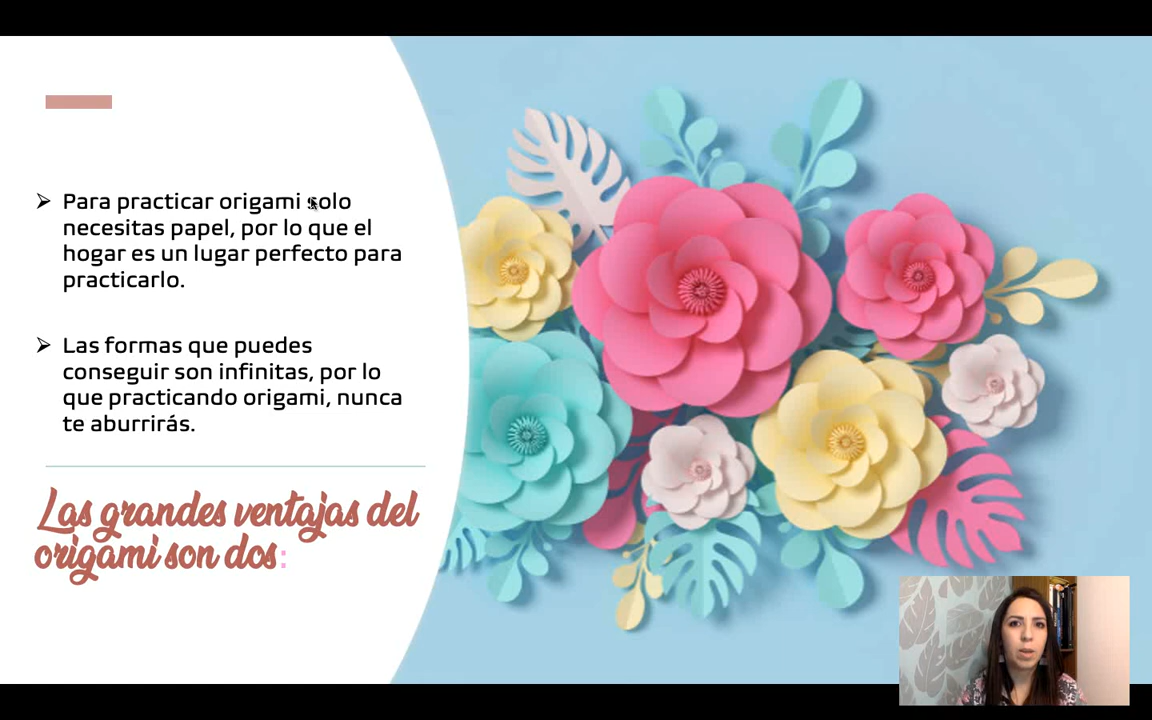 Para practicar origami solo
necesitas papel, por lo que el
hogar es un lugar perfecto para
practicarlo.
Las formas que puedes
conseguir son infinitas, por lo
que practicando origami, nunca
te aburrirás.
Las grandes ventajas del
origami son dos: